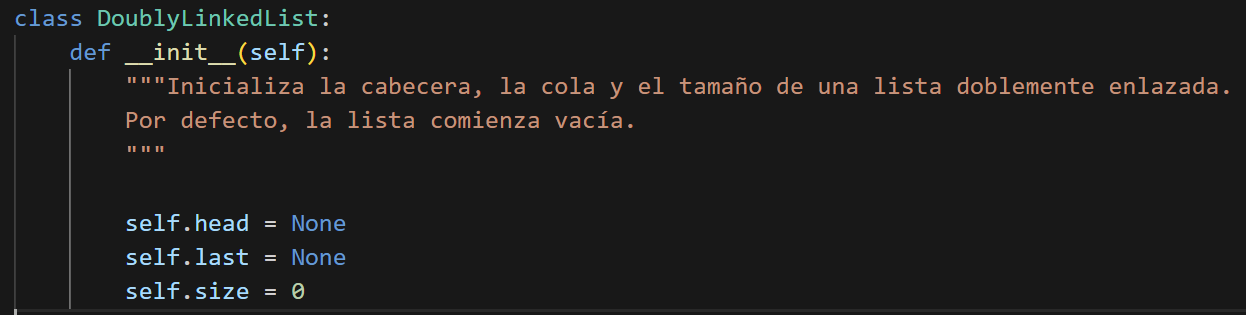 class DoublyLinkedList:
def __init__(self):
"""Inicializa la cabecera, la cola y el tamaño de una lista doblemente enlazada.
Por defecto, la lista comienza vacía.
"""
self.head = None
self.last = None
self.size = 0